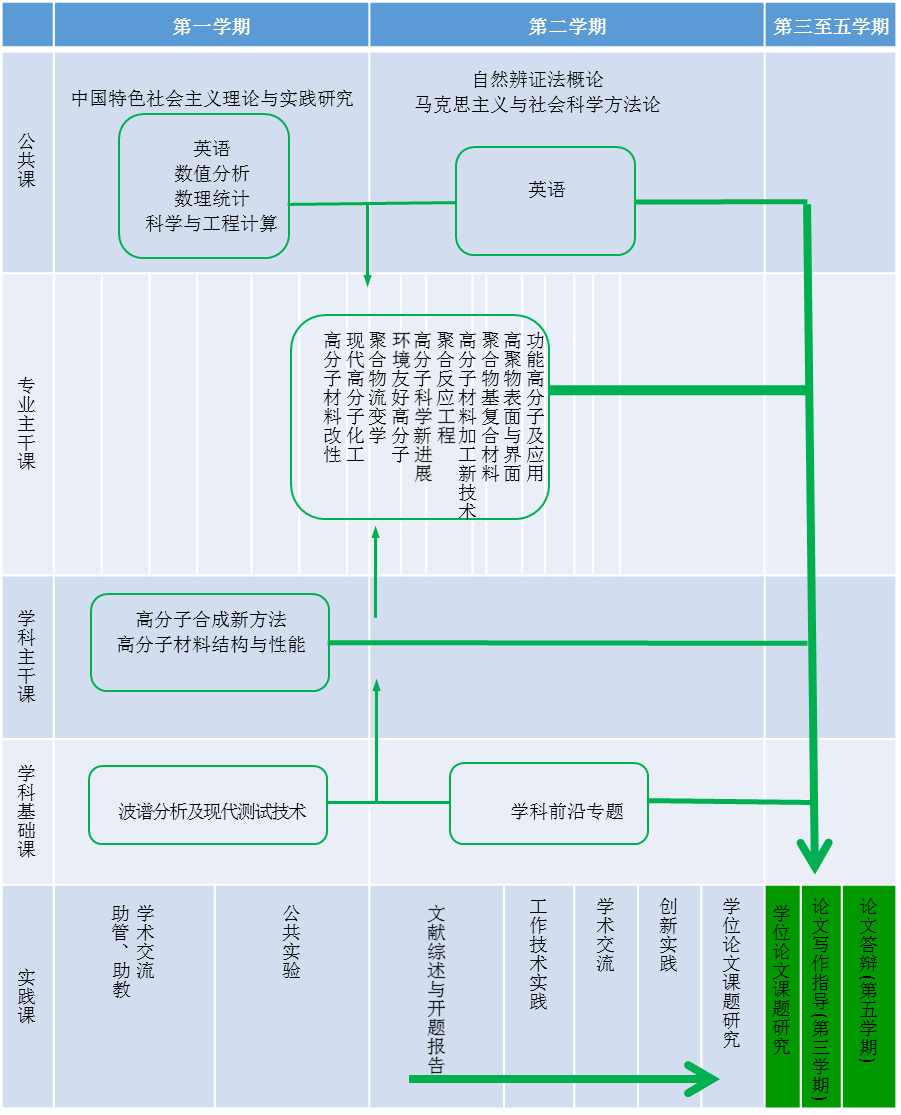 第一学期
第二学期
第三至五学期
公共课
中国特色社会主义理论与实践研究
自然辨证法概论
马克思主义与社会科学方法论
英语
数值分析
数理统计
科学与工程计算
英语
专业主干课
高分子材料改性
现代高分子化工
聚合物流变学
环境友好高分子
高分子科学新进展
聚合反应工程
高分子材料加工新技术
聚合物基复合材料
高聚物表面与界面
功能高分子及应用
学科主干课
高分子合成新方法
高分子材料结构与性能
学科基础课
波谱分析及现代测试技术
学科前沿专题
实践课
学术交流
助管、助教
公共实验
文献综述与开题报告
工作技术实践
学术交流
创新实践
学位论文课题研究
学位论文课题研究
论文写作指导(第三学期)
论文答辩(第五学期)